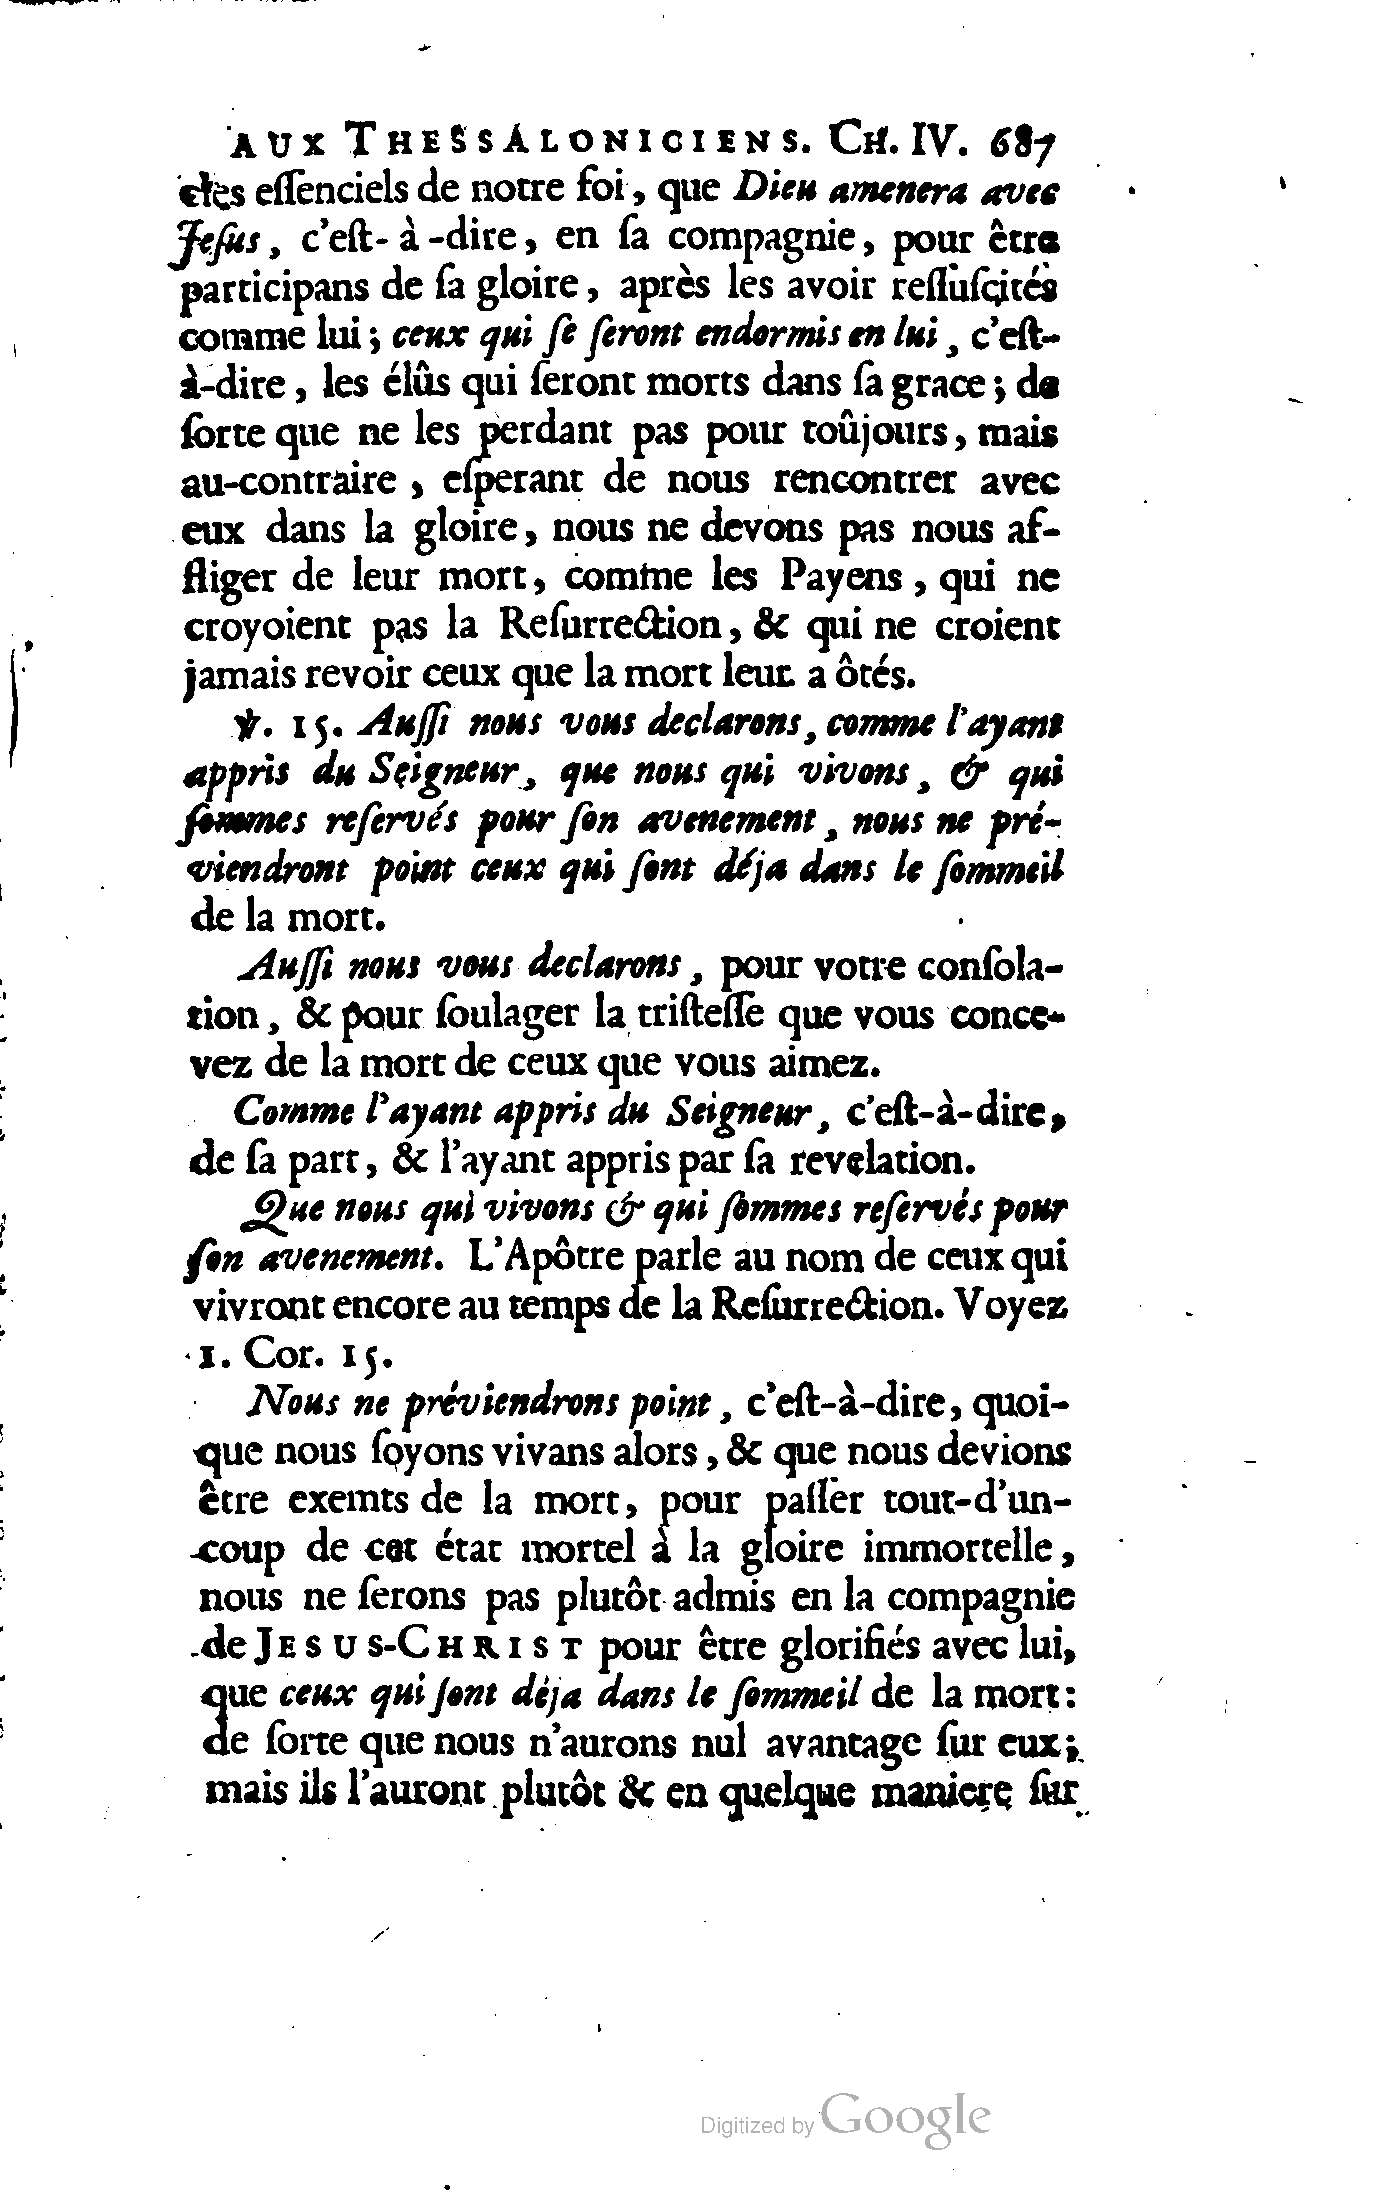 AUX THESSALONICIENS. CH. IV. 687
cles eſſenciels de notre foi, que Dieu amenera avec
Jeſus, c'eſt-à-dire, en ſa compagnie, pour être
participans de ſa gloire, après les avoir reſſuſcités
comme lui; ceux qui ſe ſeront endormis en lui, c'eſt-
à-dire, les élûs qui ſeront morts dans ſa grace; de
ſorte que ne les perdant pas pour toûjours, mais
au-contraire, eſperant de nous rencontrer avec
eux dans la gloire, nous ne devons pas nous af-
fliger de leur mort, comme les Payens, qui ne
croyoient pas la Reſurrection, & qui ne croient
jamais revoir ceux que la mort leur a ôtés.
℣. 15. Auſſi nous vous declarons, comme l'ayant
appris du Seigneur, que nous qui vivons, & qui
ſommes reſervés pour ſon avenement, nous ne pré-
viendront point ceux qui ſont déja dans le ſommeil
de la mort.
Auſſi nous vous declarons, pour votre conſola-
tion, & pour ſoulager la triſteſſe que vous conce-
vez de la mort de ceux que vous aimez.
Comme l'ayant appris du Seigneur, c'eſt-à-dire,
de ſa part, & l'ayant appris par ſa revelation.
Que nous qui vivons & qui ſommes reſervés pour
ſon avenement. L'Apôtre parle au nom de ceux qui
vivront encore au temps de la Reſurrection. Voyez
1. Cor. 15.
Nous ne préviendrons point, c'eſt-à-dire, quoi-
que nous ſoyons vivans alors, & que nous devions
être exemts de la mort, pour paſſer tout-d'un-
coup de cet état mortel à la gloire immortelle,
nous ne ſerons pas plutôt admis en la compagnie
de JESUS-CHRIST pour être glorifiés avec lui,
que ceux qui ſont déja dans le ſommeil de la mort:
de ſorte que nous n'aurons nul avantage ſur eux;
mais ils l'auront plutôt & en quelque maniere ſur
Digitized by Google